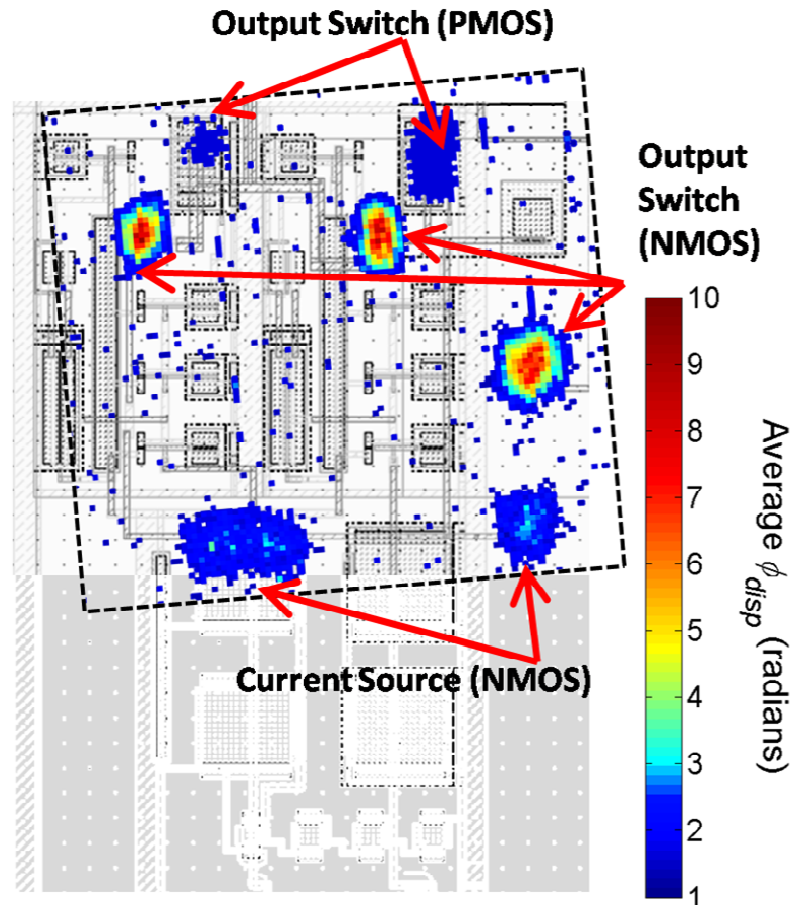 Output Switch (PMOS)
Output
Switch
(NMOS)
10
9
8
7
6
5
4
3
2
1
Average ϕdisp (radians)
Current Source (NMOS)